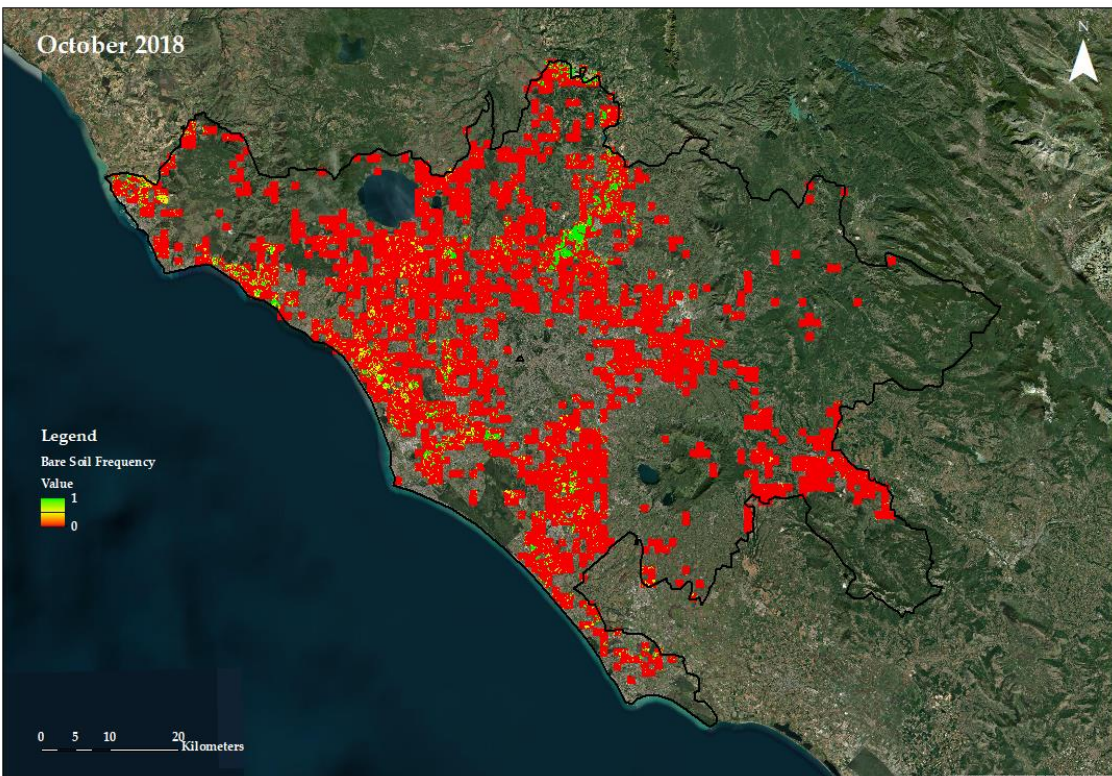 October 2018
N
Legend
Bare Soil Frequency
Value
1
0
0 5 10 20
Kilometers